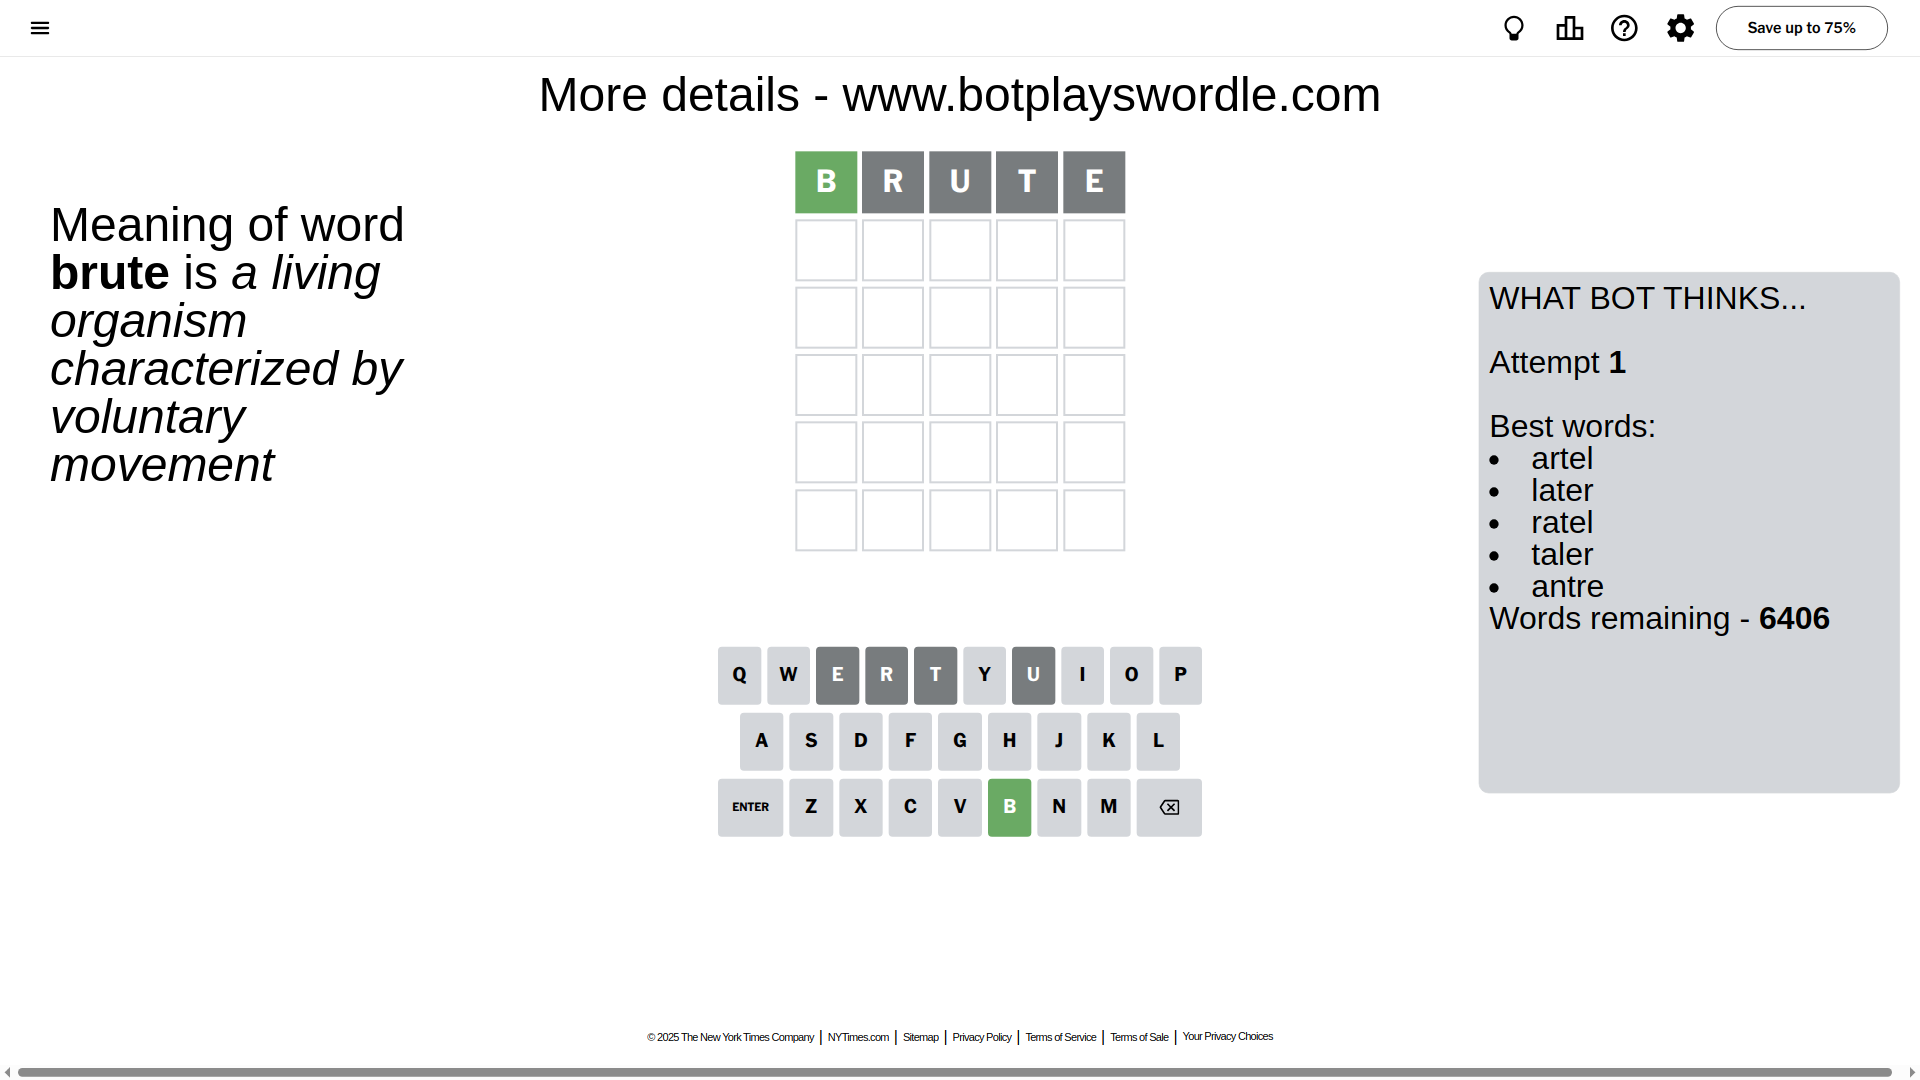 Save up to 75%
More details - www.botplayswordle.com
Meaning of word
brute is a living
organism
characterized by
voluntary
movement
B R U T E
WHAT BOT THINKS...
Attempt 1
Best words:
• artel
• later
• ratel
• taler
• antre
Words remaining - 6406
Q W E R T Y U I O P
A S D F G H J K L
ENTER Z X C V B N M
© 2025 The New York Times Company | NYTimes.com | Sitemap | Privacy Policy | Terms of Service | Terms of Sale | Your Privacy Choices